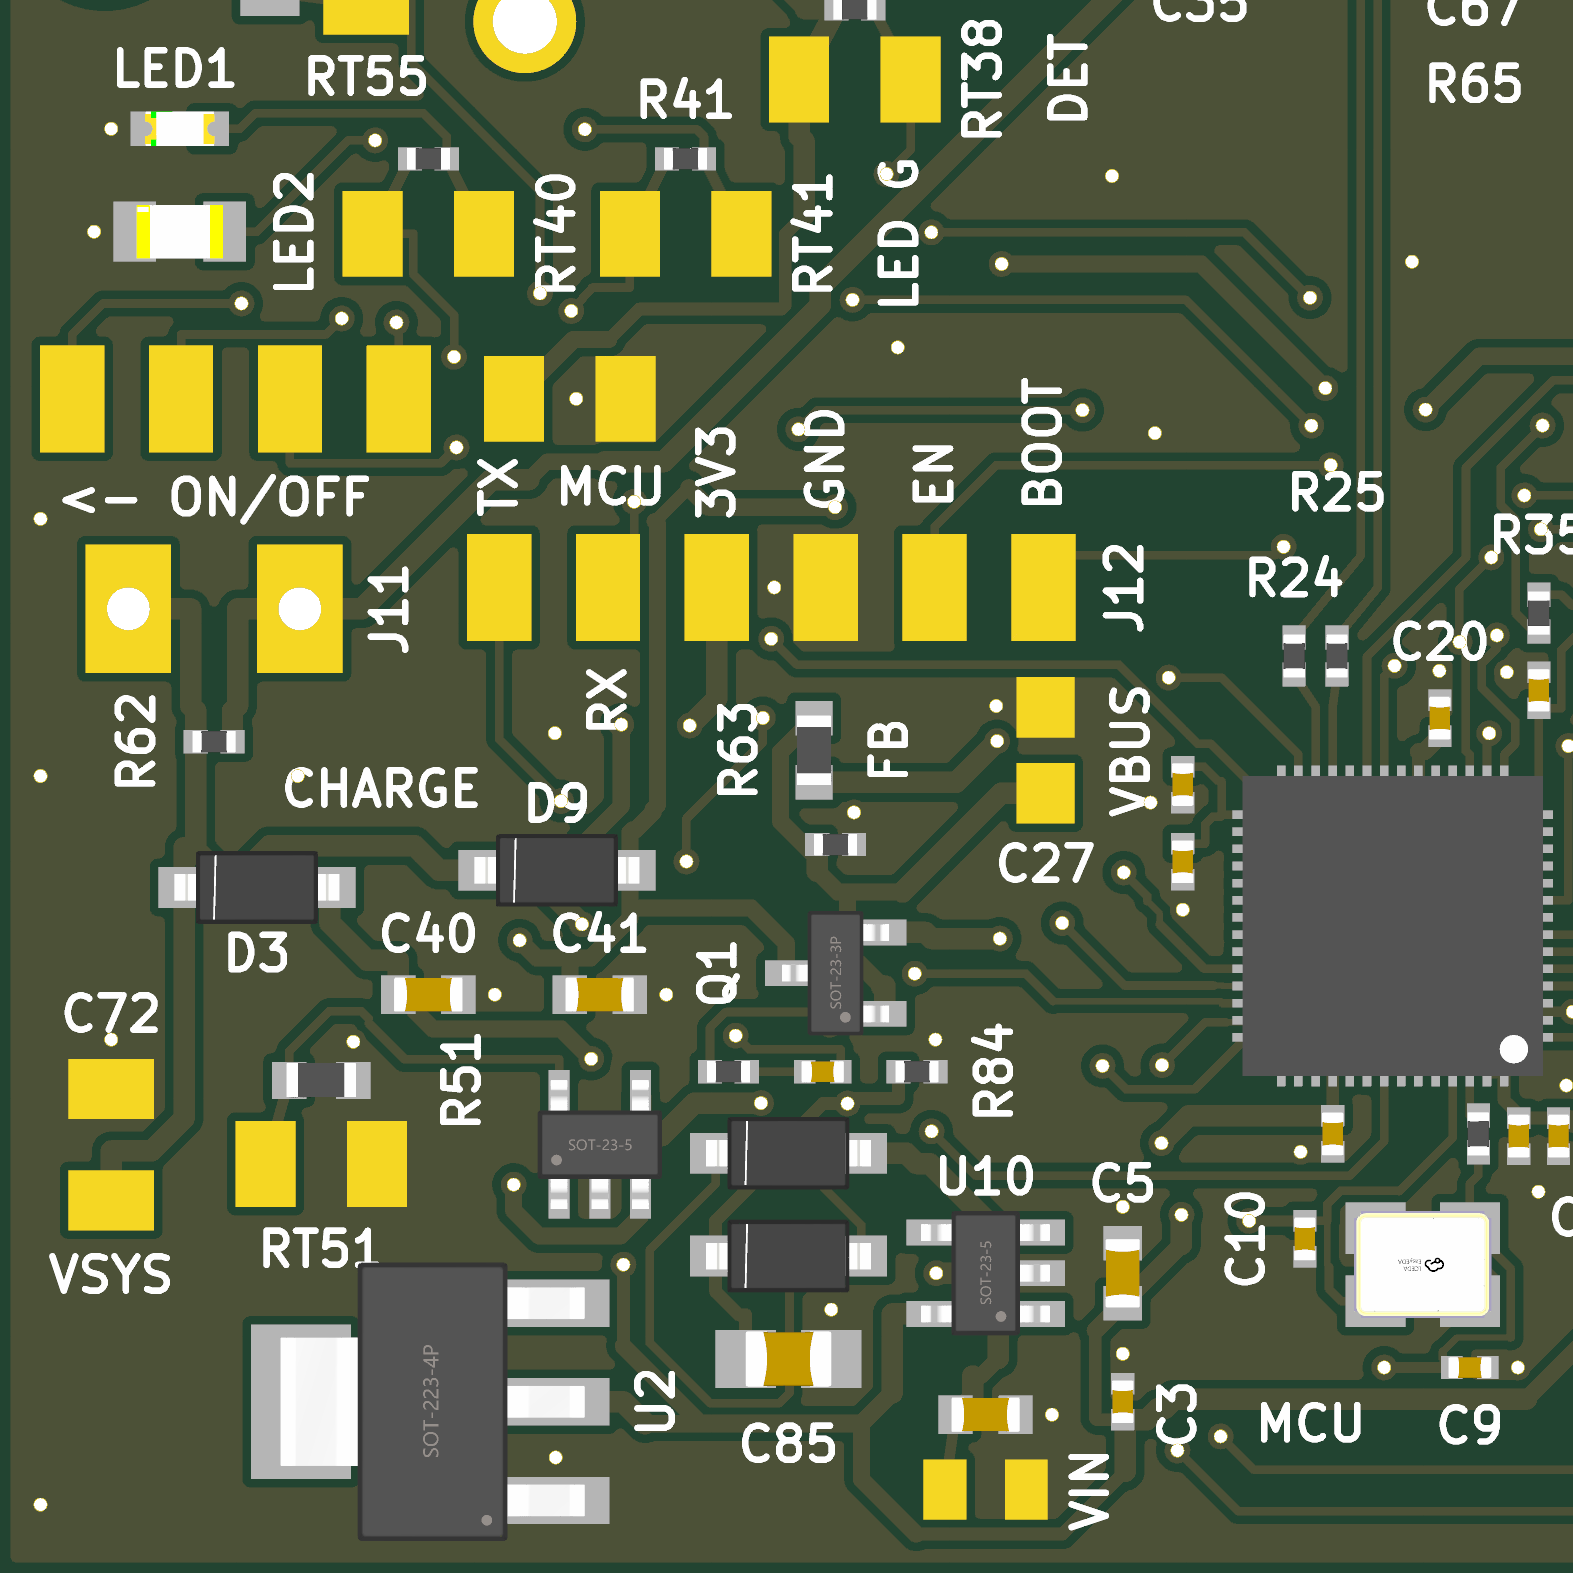 C35
C67
LED1
RT55
R41
RT38
DET
R65
LED2
RT40
RT41
LED G
<- ON/OFF
TX
MCU
3V3
GND
EN
BOOT
R25
R35
R24
J11
J12
C20
R62
RX
R63
FB
VBUS
CHARGE
D9
C27
D3
C40
C41
Q1
SOT-23-3P
C72
R51
R84
SOT-23-5
U10
C5
C10
RT51
VSYS
SOT-23-5
SOT-223-4P
U2
C85
C3
MCU
C9
VIN